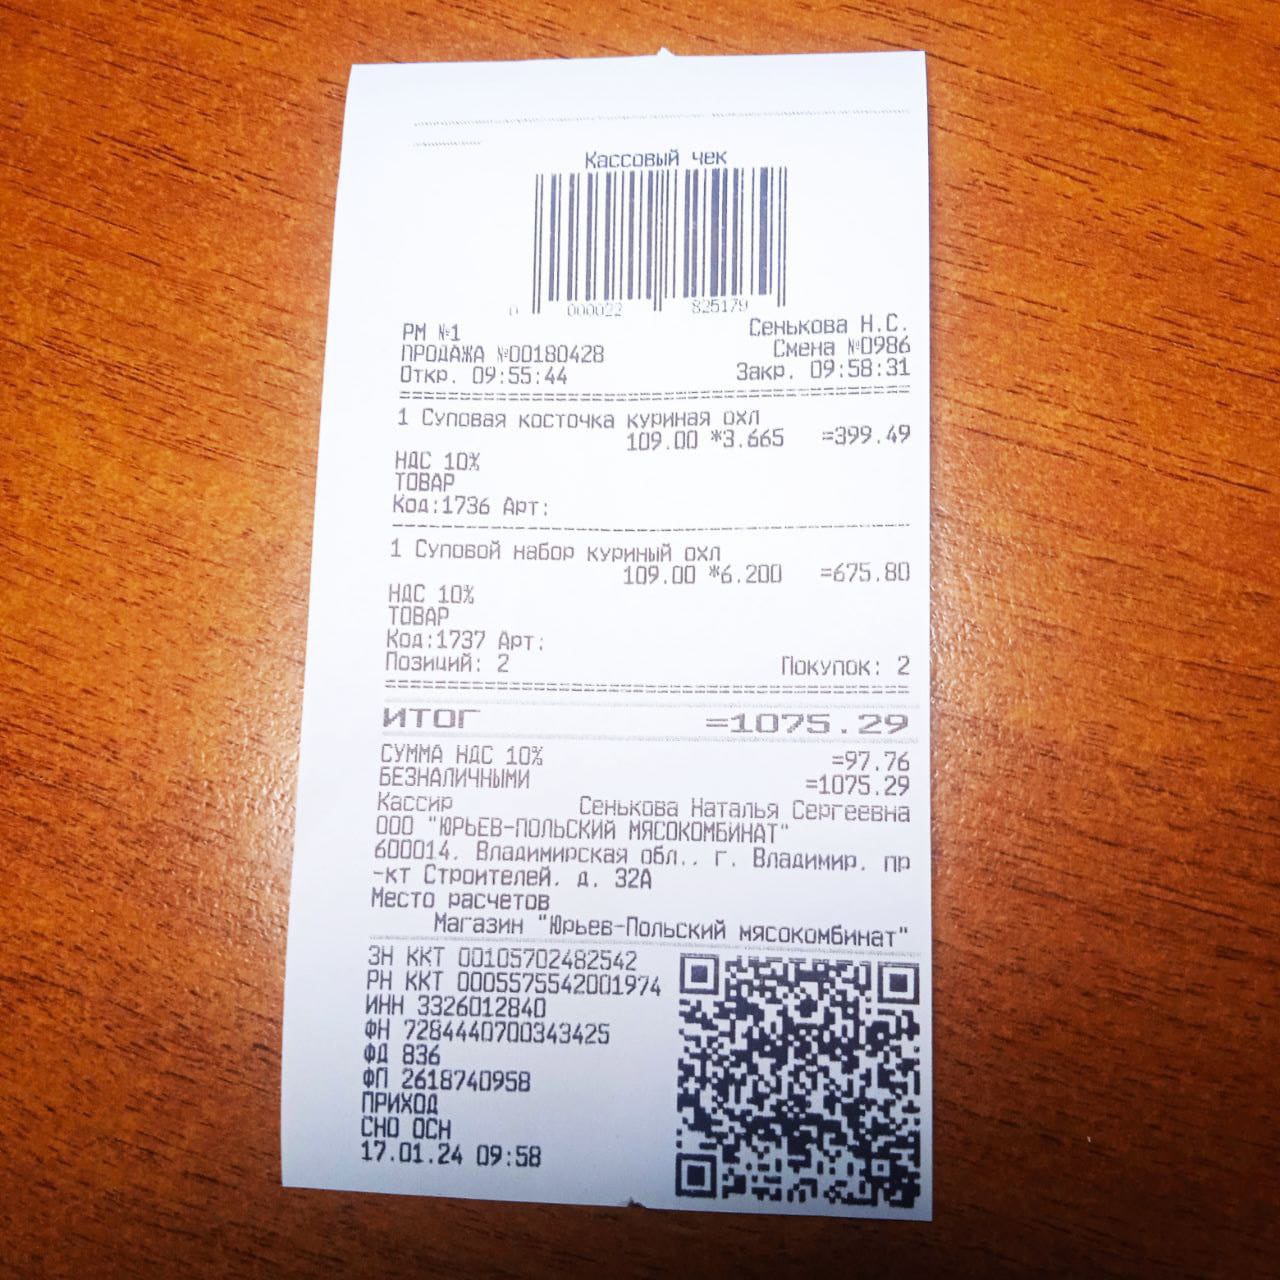 Кассовый чек
0 000022 825179
РМ №1 Сенькова Н.С.
ПРОДАЖА №00180428 Смена №0986
Откр. 09:55:44 Закр. 09:58:31
1 Суповая косточка куриная охл
109.00 *3.665 =399.49
НДС 10%
ТОВАР
Код:1736 Арт:
1 Суповой набор куриный охл
109.00 *6.200 =675.80
НДС 10%
ТОВАР
Код:1737 Арт:
Позиций: 2 Покупок: 2
ИТОГ =1075.29
СУММА НДС 10% =97.76
БЕЗНАЛИЧНЫМИ =1075.29
Кассир Сенькова Наталья Сергеевна
ООО "ЮРЬЕВ-ПОЛЬСКИЙ МЯСОКОМБИНАТ"
600014, Владимирская обл., г. Владимир, пр
-кт Строителей, д. 32А
Место расчетов
Магазин "Юрьев-Польский мясокомбинат"
ЗН ККТ 00105702482542
РН ККТ 0005575542001974
ИНН 3326012840
ФН 7284440700343425
ФД 836
ФП 2618740958
ПРИХОД
СНО ОСН
17.01.24 09:58